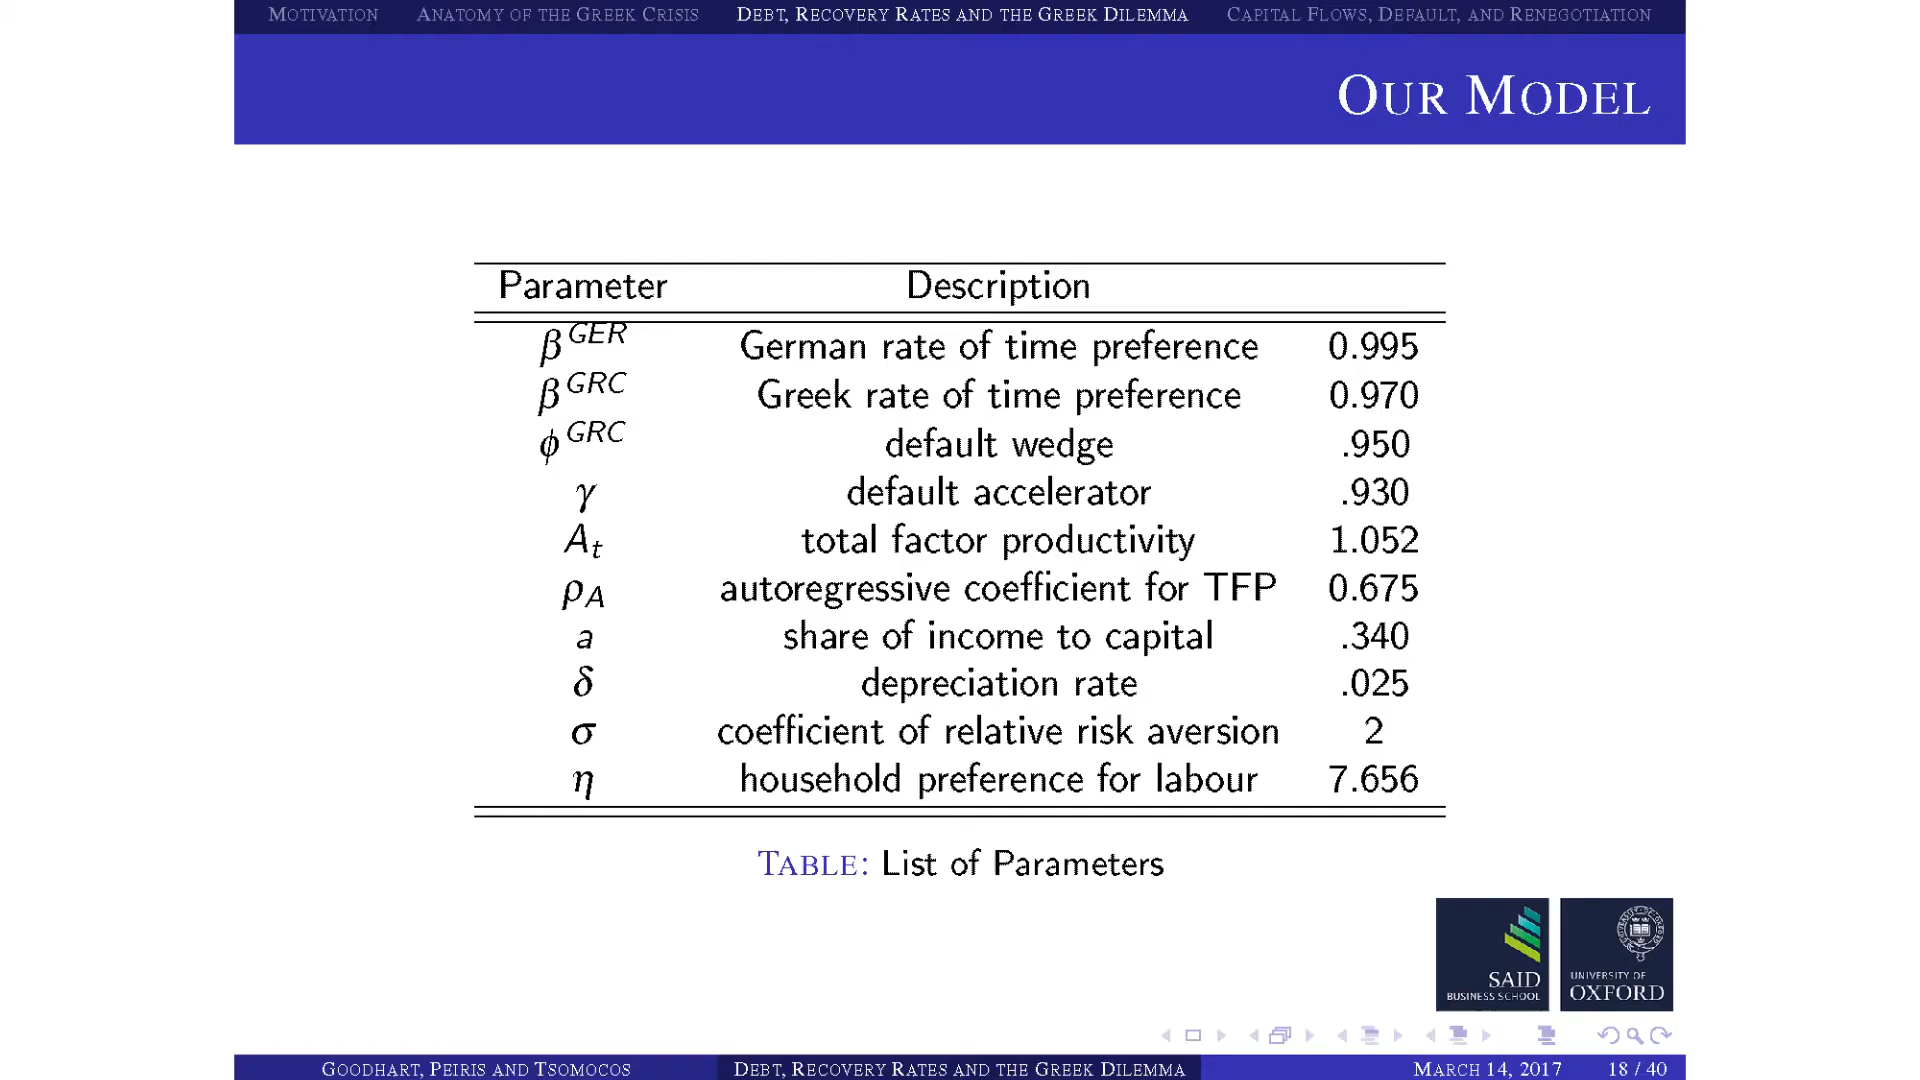 MOTIVATION ANATOMY OF THE GREEK CRISIS DEBT, RECOVERY RATES AND THE GREEK DILEMMA CAPITAL FLOWS, DEFAULT, AND RENEGOTIATION
OUR MODEL
Parameter Description
β^GER German rate of time preference 0.995
β^GRC Greek rate of time preference 0.970
ϕ^GRC default wedge .950
γ default accelerator .930
A_t total factor productivity 1.052
ρ_A autoregressive coefficient for TFP 0.675
a share of income to capital .340
δ depreciation rate .025
σ coefficient of relative risk aversion 2
η household preference for labour 7.656
TABLE: List of Parameters
SAID
BUSINESS SCHOOL
UNIVERSITY OF
OXFORD
GOODHART, PEIRIS AND TSOMOCOS DEBT, RECOVERY RATES AND THE GREEK DILEMMA MARCH 14, 2017 18 / 40